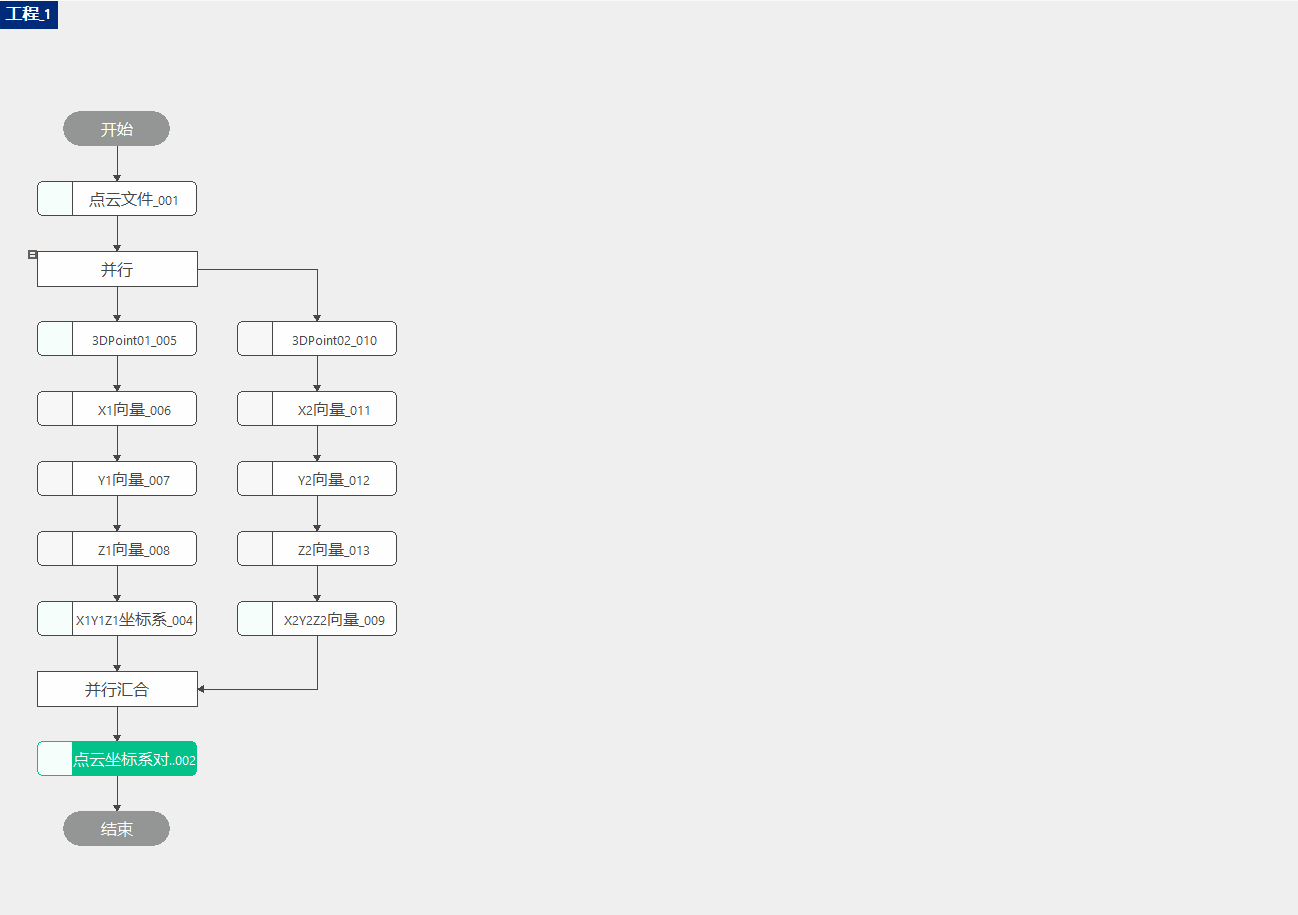 工程_1
开始
点云文件_001
并行
3DPoint01_005
3DPoint02_010
X1向量_006
X2向量_011
Y1向量_007
Y2向量_012
Z1向量_008
Z2向量_013
X1Y1Z1坐标系_004
X2Y2Z2向量_009
并行汇合
点云坐标系对..002
结束